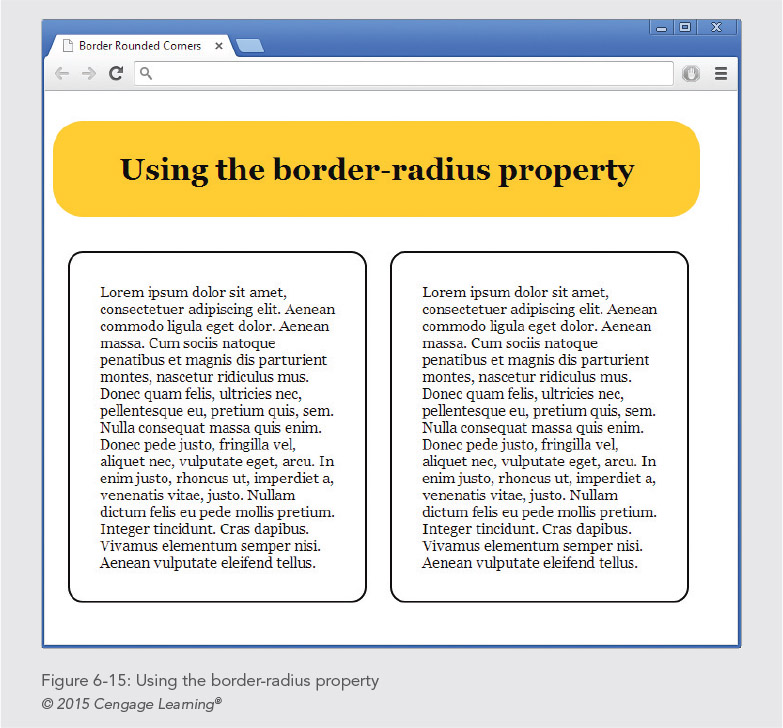 Border Rounded Corners
Using the border-radius property
Lorem ipsum dolor sit amet,
consectetuer adipiscing elit. Aenean
commodo ligula eget dolor. Aenean
massa. Cum sociis natoque
penatibus et magnis dis parturient
montes, nascetur ridiculus mus.
Donec quam felis, ultricies nec,
pellentesque eu, pretium quis, sem.
Nulla consequat massa quis enim.
Donec pede justo, fringilla vel,
aliquet nec, vulputate eget, arcu. In
enim justo, rhoncus ut, imperdiet a,
venenatis vitae, justo. Nullam
dictum felis eu pede mollis pretium.
Integer tincidunt. Cras dapibus.
Vivamus elementum semper nisi.
Aenean vulputate eleifend tellus.
Lorem ipsum dolor sit amet,
consectetuer adipiscing elit. Aenean
commodo ligula eget dolor. Aenean
massa. Cum sociis natoque
penatibus et magnis dis parturient
montes, nascetur ridiculus mus.
Donec quam felis, ultricies nec,
pellentesque eu, pretium quis, sem.
Nulla consequat massa quis enim.
Donec pede justo, fringilla vel,
aliquet nec, vulputate eget, arcu. In
enim justo, rhoncus ut, imperdiet a,
venenatis vitae, justo. Nullam
dictum felis eu pede mollis pretium.
Integer tincidunt. Cras dapibus.
Vivamus elementum semper nisi.
Aenean vulputate eleifend tellus.
Figure 6-15: Using the border-radius property
© 2015 Cengage Learning®